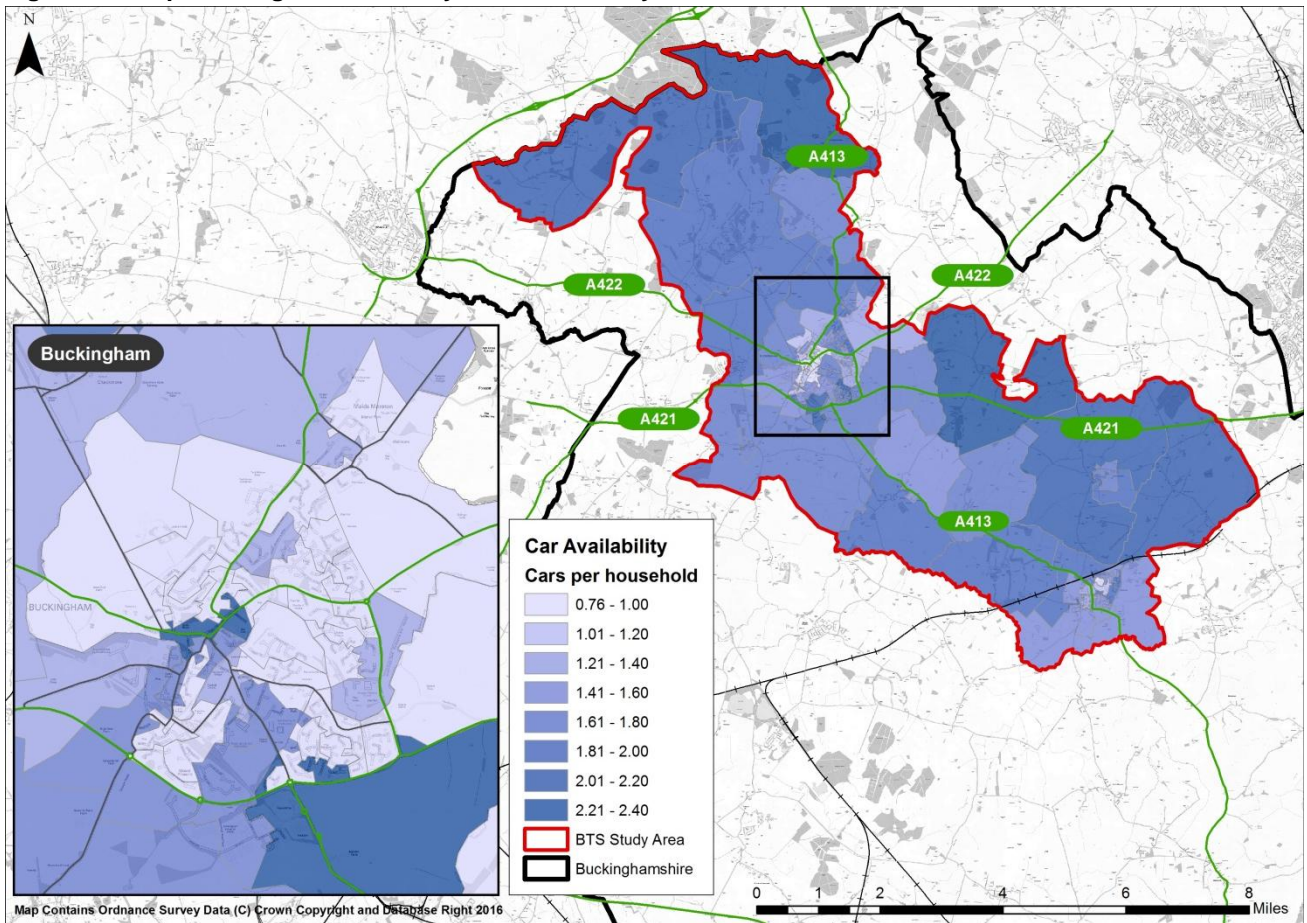 N
A413
A422
A422
Buckingham
A421
A421
A413
BUCKINGHAM
Car Availability
Cars per household
0.76 - 1.00
1.01 - 1.20
1.21 - 1.40
1.41 - 1.60
1.61 - 1.80
1.81 - 2.00
2.01 - 2.20
2.21 - 2.40
BTS Study Area
Buckinghamshire
0 1 2 4 6 8
Miles
Map Contains Ordnance Survey Data (C) Crown Copyright and Database Right 2016